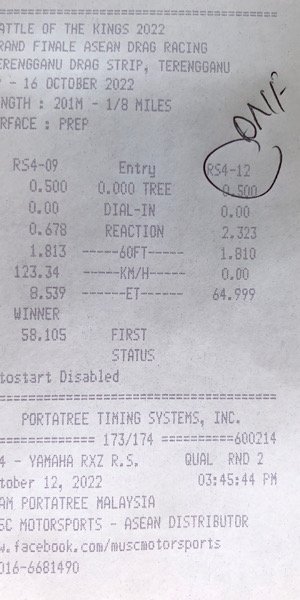 ATTLE OF THE KINGS 2022
RAND FINALE ASEAN DRAG RACING
ERENGGANU DRAG STRIP, TERENGGANU
- 16 OCTOBER 2022
NGTH : 201M - 1/8 MILES
RFACE : PREP
RS4-09 Entry RS4-12
0.500 0.000 TREE 0.500
0.00 DIAL-IN 0.00
0.678 REACTION 2.323
1.813 -----60FT----- 1.810
123.34 -----KM/H----- 0.00
8.539 ------ET------ 64.999
WINNER
58.105 FIRST
STATUS
tostart Disabled
PORTATREE TIMING SYSTEMS, INC.
============ 173/174 ==========600214
4 - YAMAHA RXZ R.S. QUAL RND 2
tober 12, 2022 03:45:44 PM
AM PORTATREE MALAYSIA
SC MOTORSPORTS - ASEAN DISTRIBUTOR
w.facebook.com/muscmotorsports
016-6681490